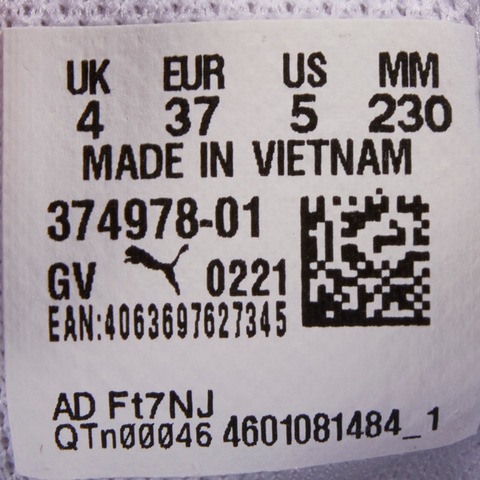 UK EUR US MM
4 37 5 230
MADE IN VIETNAM
374978-01
GV 0221
EAN:4063697627345
AD Ft7NJ
QTn00046 4601081484_1